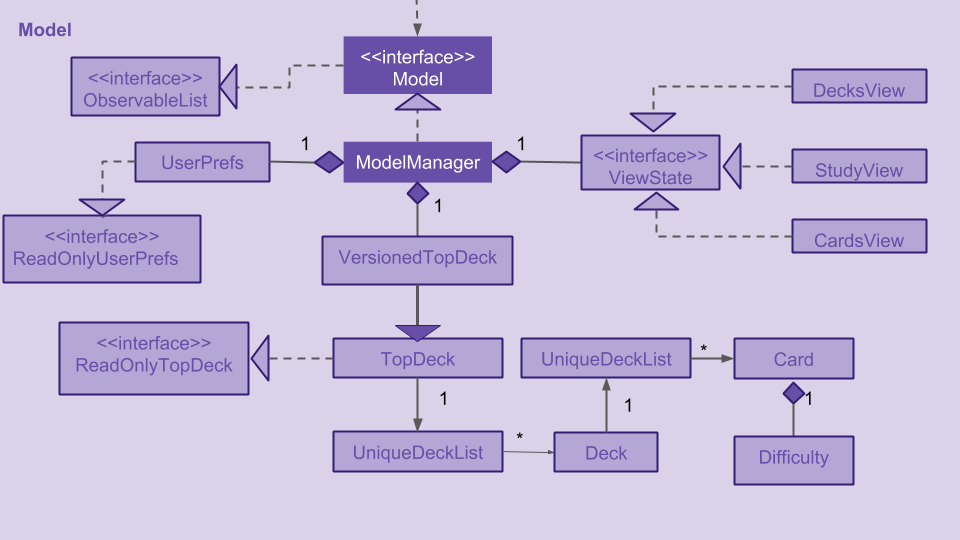 Model
<<interface>>
Model
<<interface>>
ObservableList
DecksView
1
1
UserPrefs
ModelManager
<<interface>>
ViewState
StudyView
1
<<interface>>
ReadOnlyUserPrefs
CardsView
VersionedTopDeck
<<interface>>
ReadOnlyTopDeck
TopDeck
UniqueDeckList
*
Card
1
1
1
UniqueDeckList
*
Deck
Difficulty